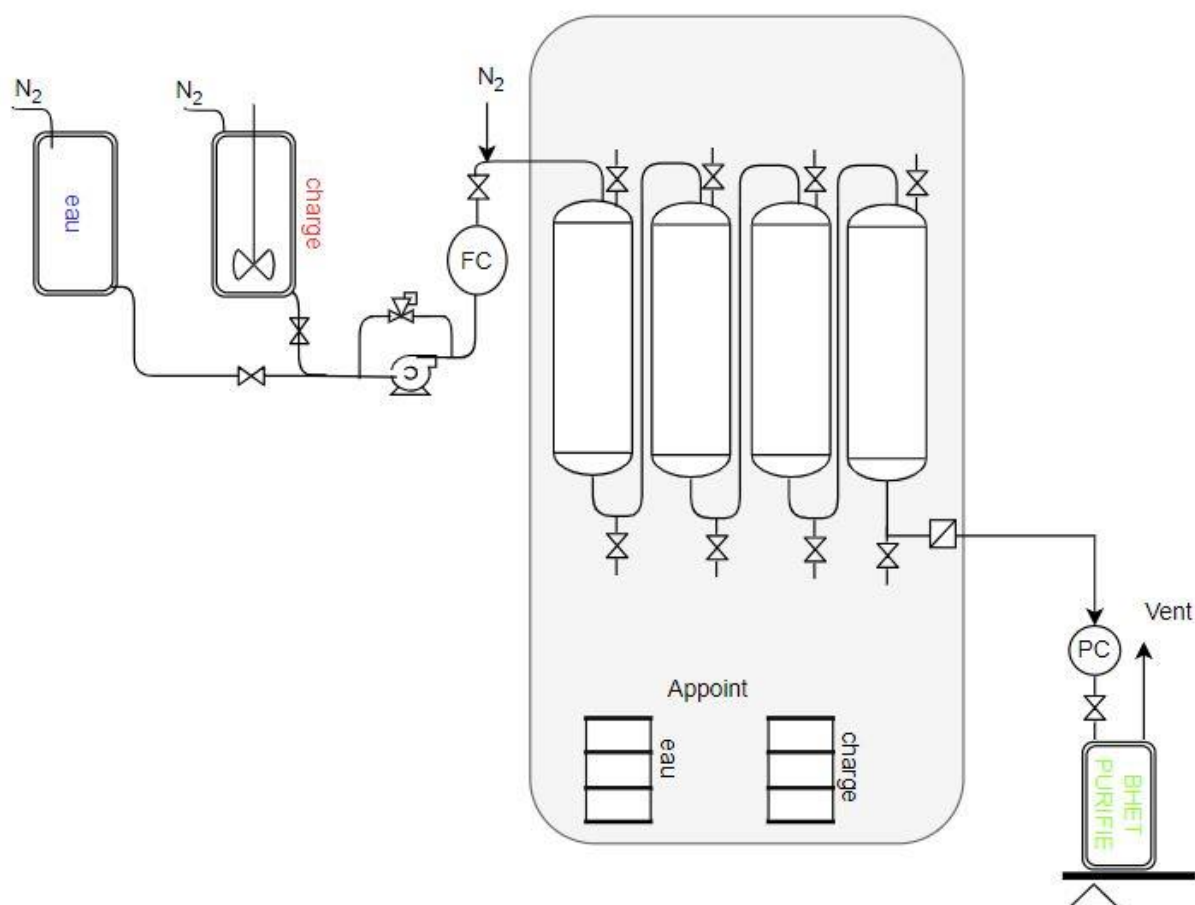 N2
N2
N2
eau
charge
FC
PC
Vent
Appoint
eau
charge
BHET
PURIFIE